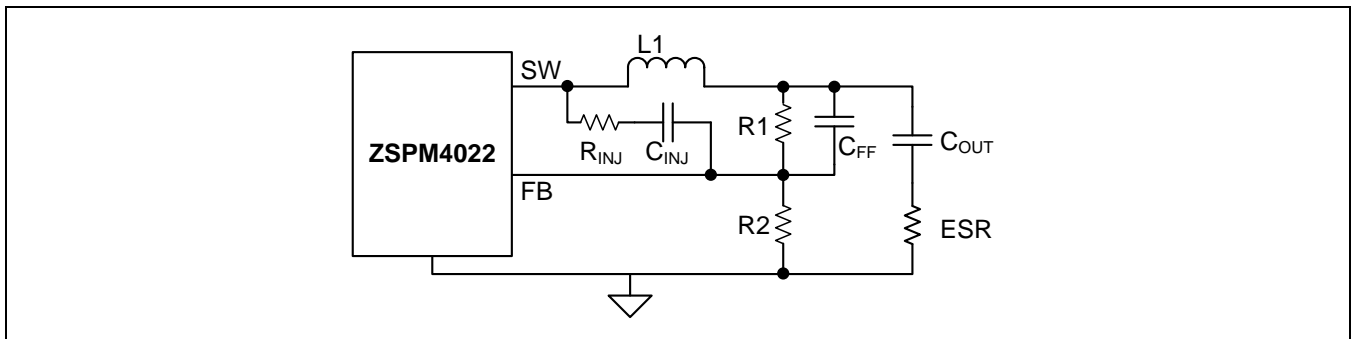 L1
SW
R1
ZSPM4022
R_INJ
C_INJ
C_FF
C_OUT
FB
R2
ESR